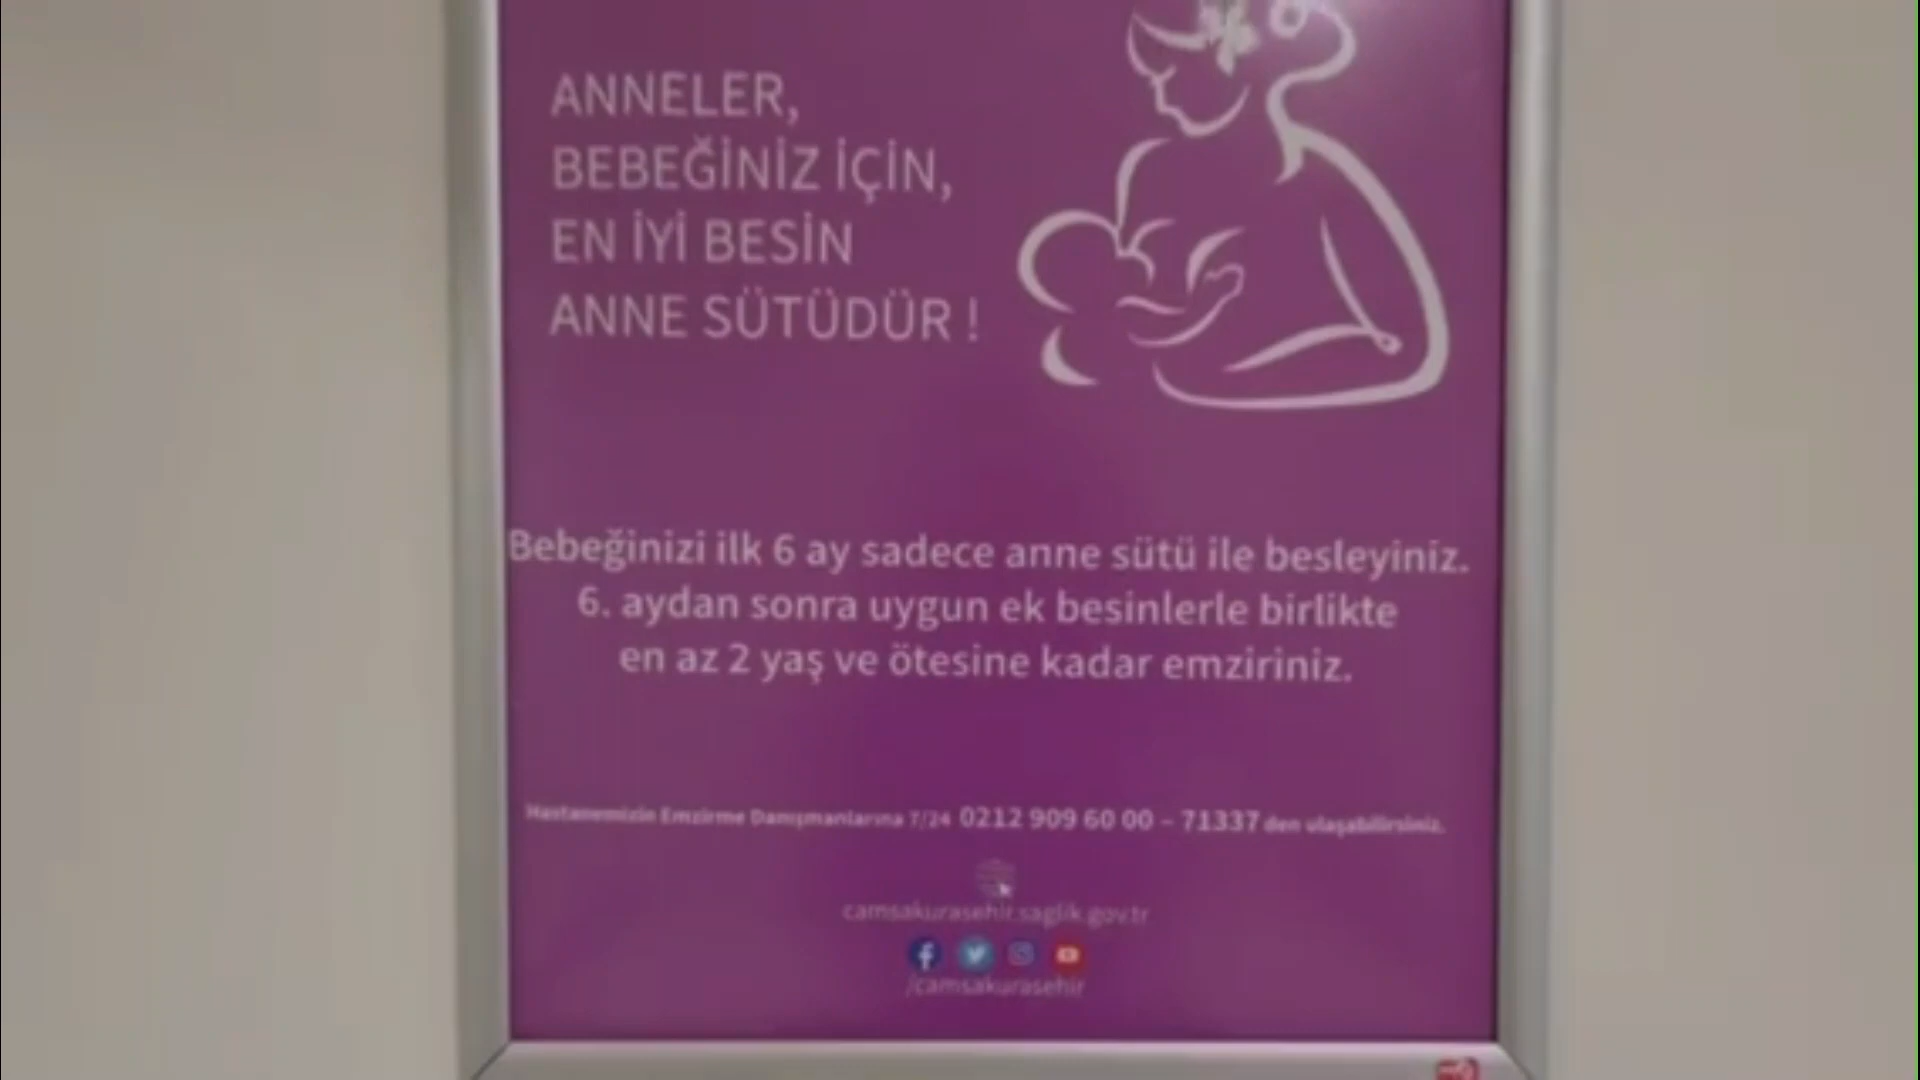 ANNELER,
BEBEĞİNİZ İÇİN,
EN İYİ BESİN
ANNE SÜTÜDÜR !
Bebeğinizi ilk 6 ay sadece anne sütü ile besleyiniz.
6. aydan sonra uygun ek besinlerle birlikte
en az 2 yaş ve ötesine kadar emziriniz.
Hastanemizin Emzirme Danışmanlarına 7/24 0212 909 60 00 – 71337 den ulaşabilirsiniz.
camsakurasehir.saglik.gov.tr
/camsakurasehir